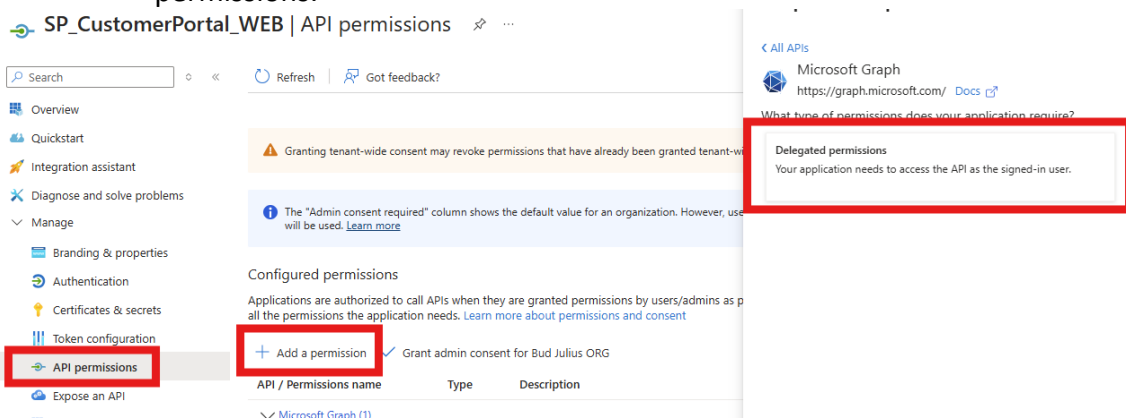 permissions.
SP_CustomerPortal_WEB | API permissions
Search
Overview
Quickstart
Integration assistant
Diagnose and solve problems
Manage
Branding & properties
Authentication
Certificates & secrets
Token configuration
API permissions
Expose an API
Refresh
Got feedback?
Granting tenant-wide consent may revoke permissions that have already been granted tenant-wi
The "Admin consent required" column shows the default value for an organization. However, use
will be used. Learn more
Configured permissions
Applications are authorized to call APIs when they are granted permissions by users/admins as p
all the permissions the application needs. Learn more about permissions and consent
Add a permission
Grant admin consent for Bud Julius ORG
API / Permissions name Type Description
Microsoft Graph (1)
All APIs
Microsoft Graph
https://graph.microsoft.com/ Docs
What type of permissions does your application require?
Delegated permissions
Your application needs to access the API as the signed-in user.